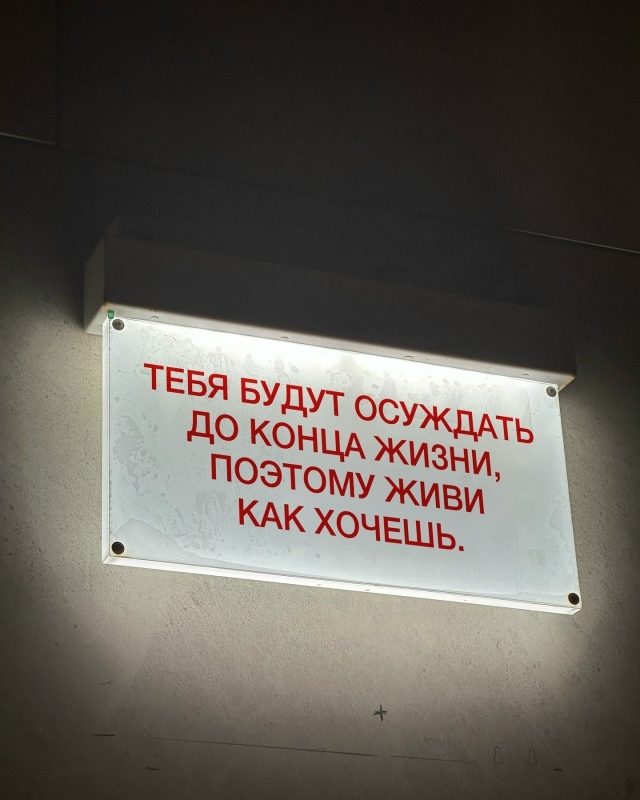 ТЕБЯ БУДУТ ОСУЖДАТЬ
ДО КОНЦА ЖИЗНИ,
ПОЭТОМУ ЖИВИ
КАК ХОЧЕШЬ.